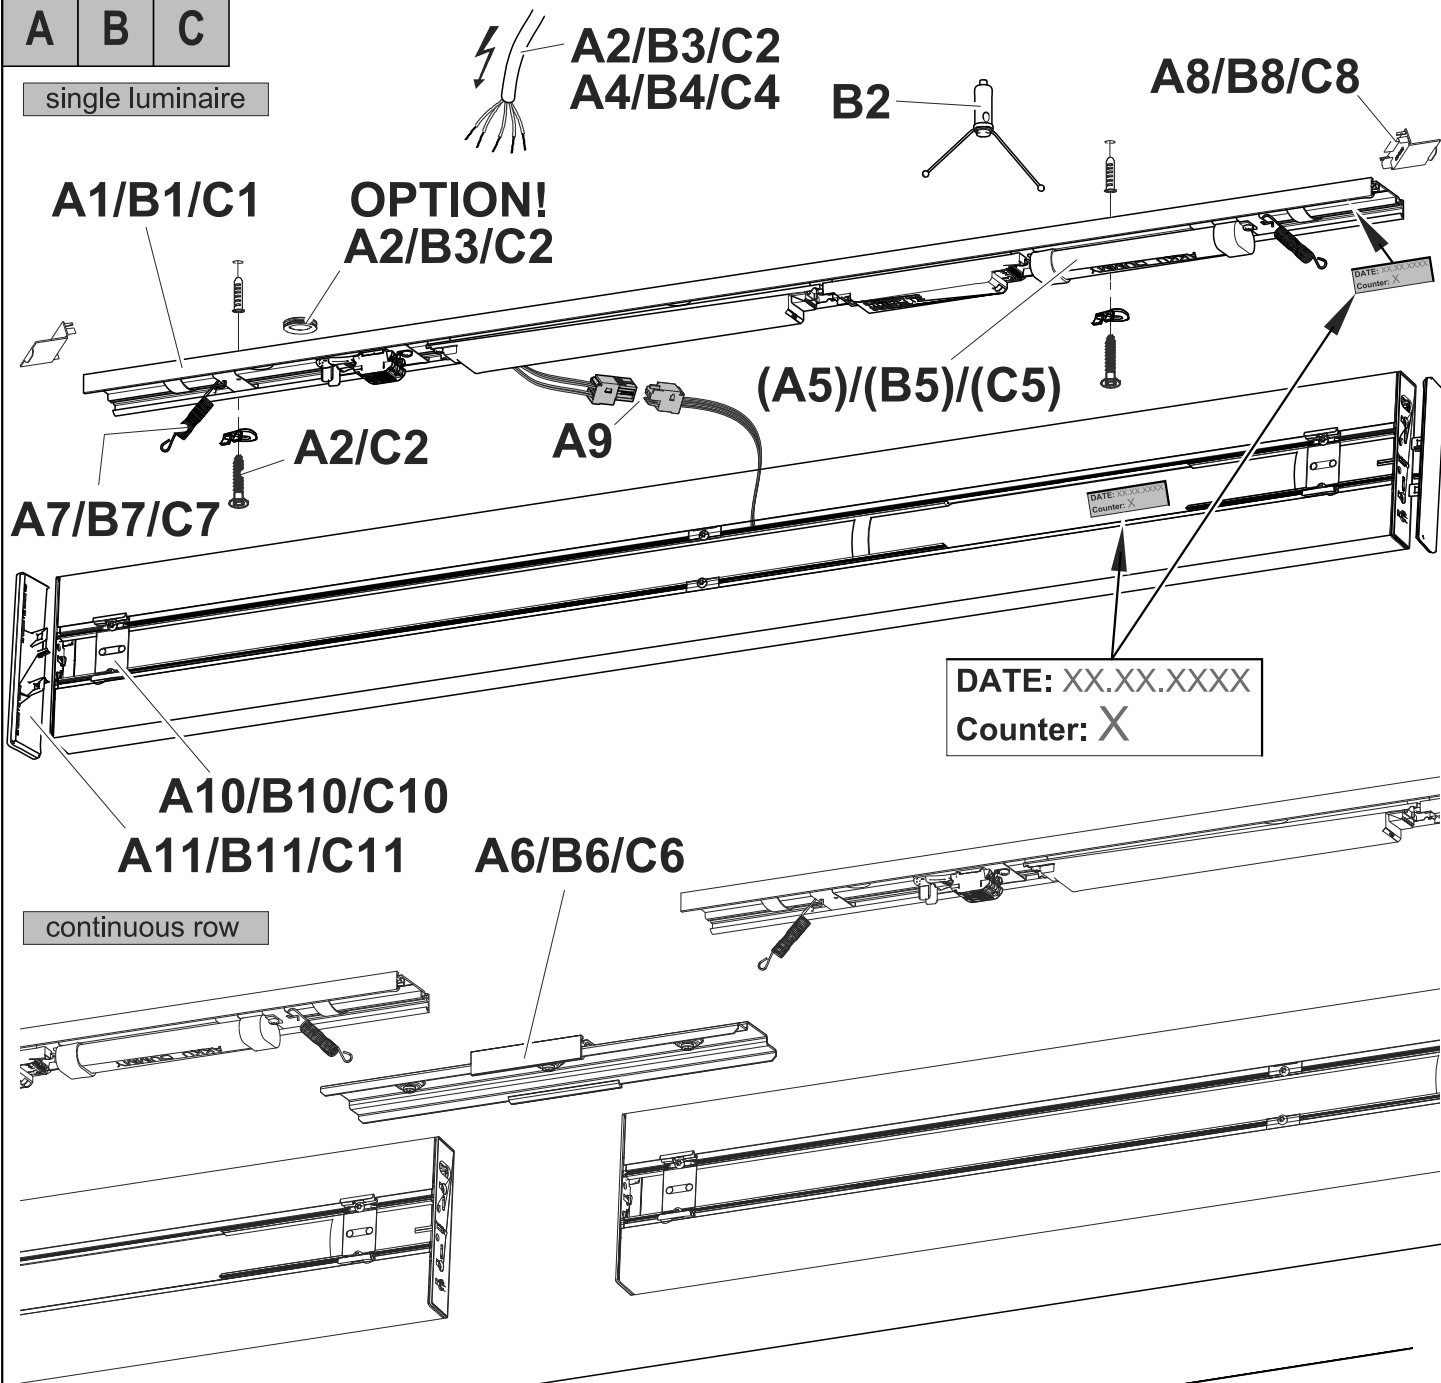 A B C
single luminaire
A2/B3/C2
A4/B4/C4
B2
A8/B8/C8
A1/B1/C1
OPTION!
A2/B3/C2
DATE: XX.XX.XXXX
Counter: X
(A5)/(B5)/(C5)
A9
A2/C2
A7/B7/C7
DATE: XX.XX.XXXX
Counter: X
DATE: XX.XX.XXXX
Counter: X
A10/B10/C10
A11/B11/C11
A6/B6/C6
continuous row